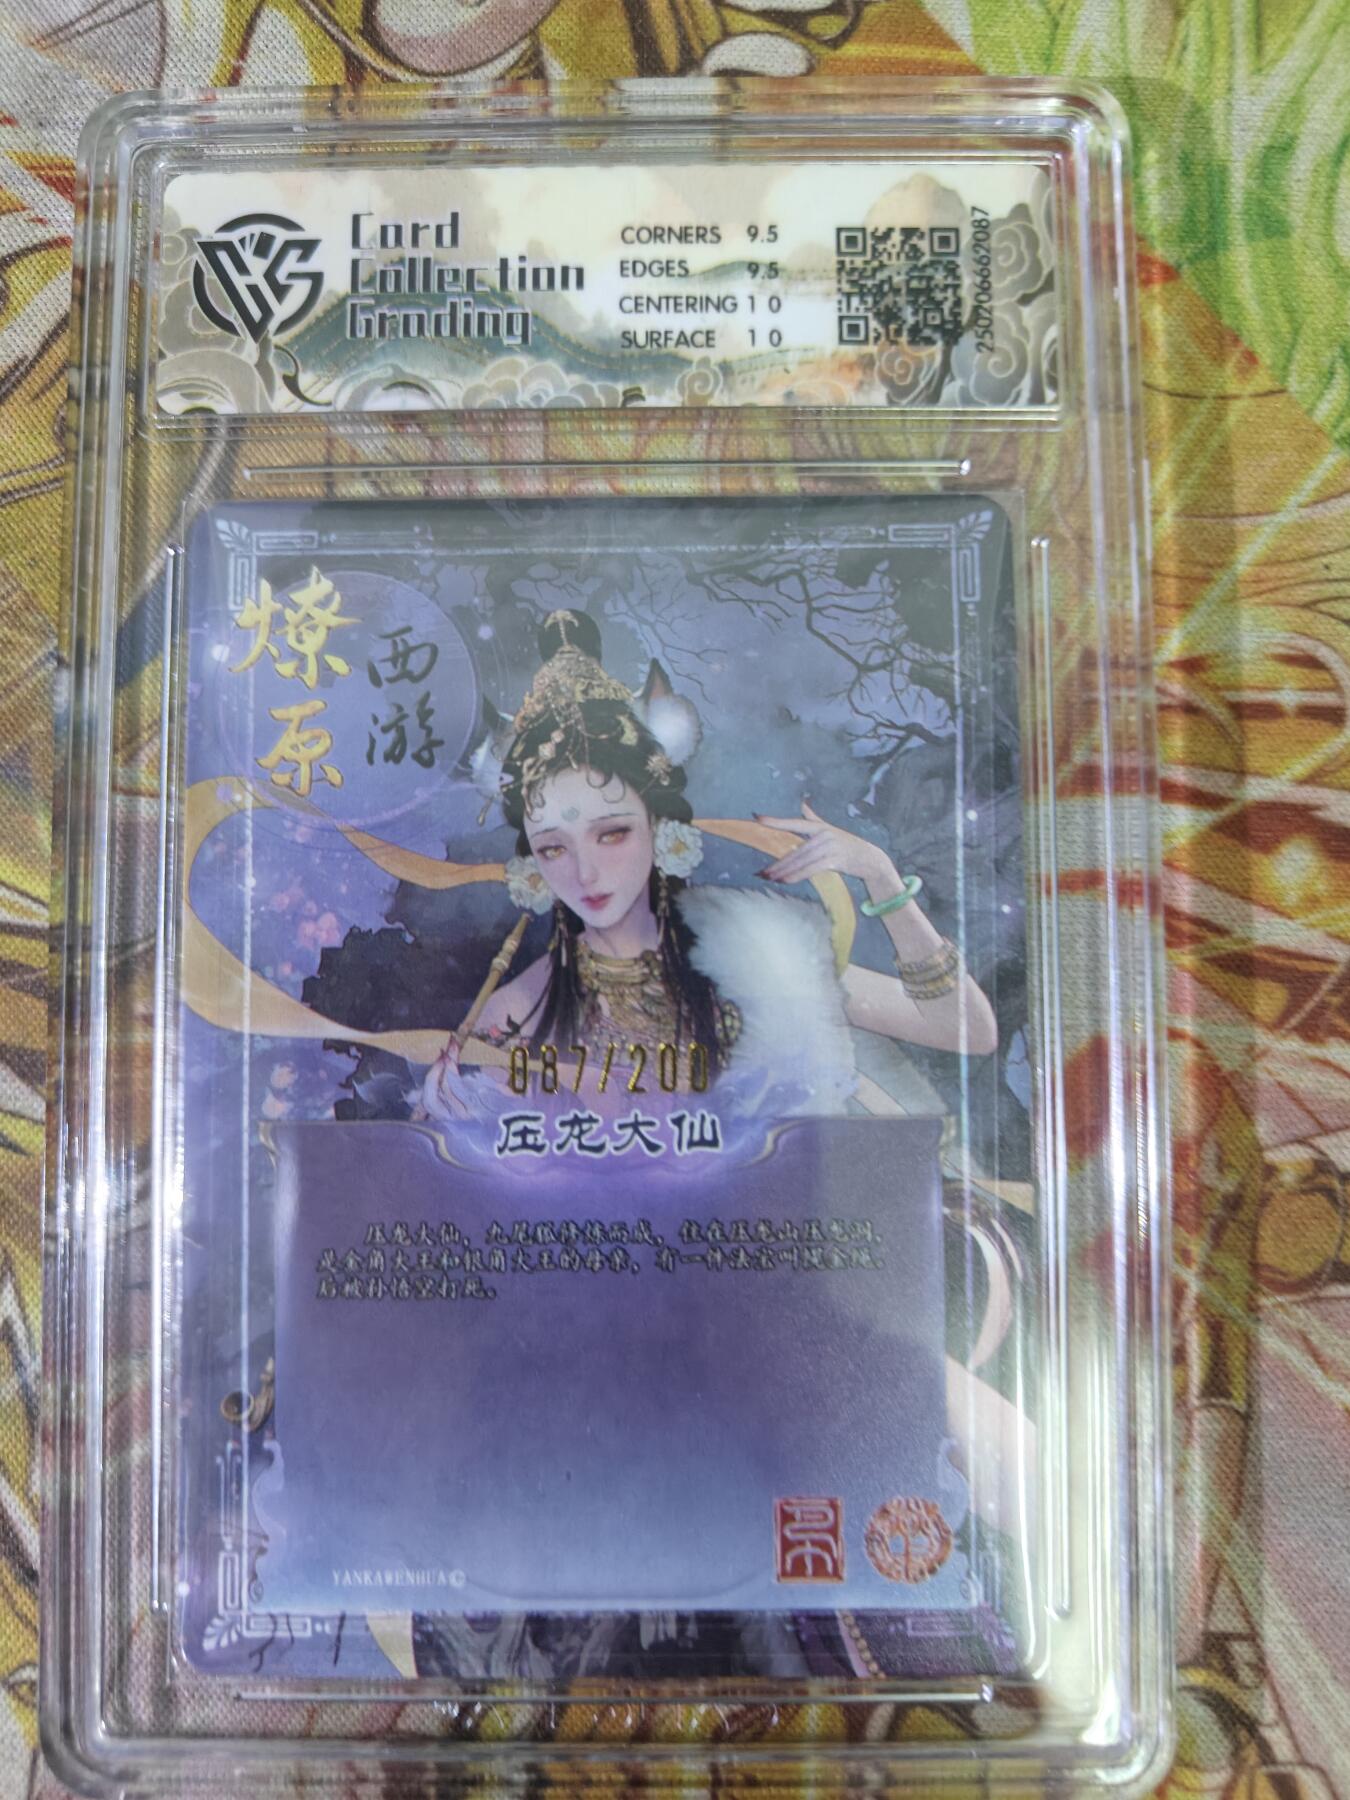 CCG
Card
Collection
Grading
CORNERS 9.5
EDGES 9.5
CENTERING 10
SURFACE 10
2502706662087
燎原
西游
087/200
压龙大仙
压龙大仙，九尾狐修炼而成，住在压龙山压龙洞，
是金角大王和银角大王的母亲，有一件法宝叫幌金绳。
后被孙悟空打死。
YANKAWENHUA©